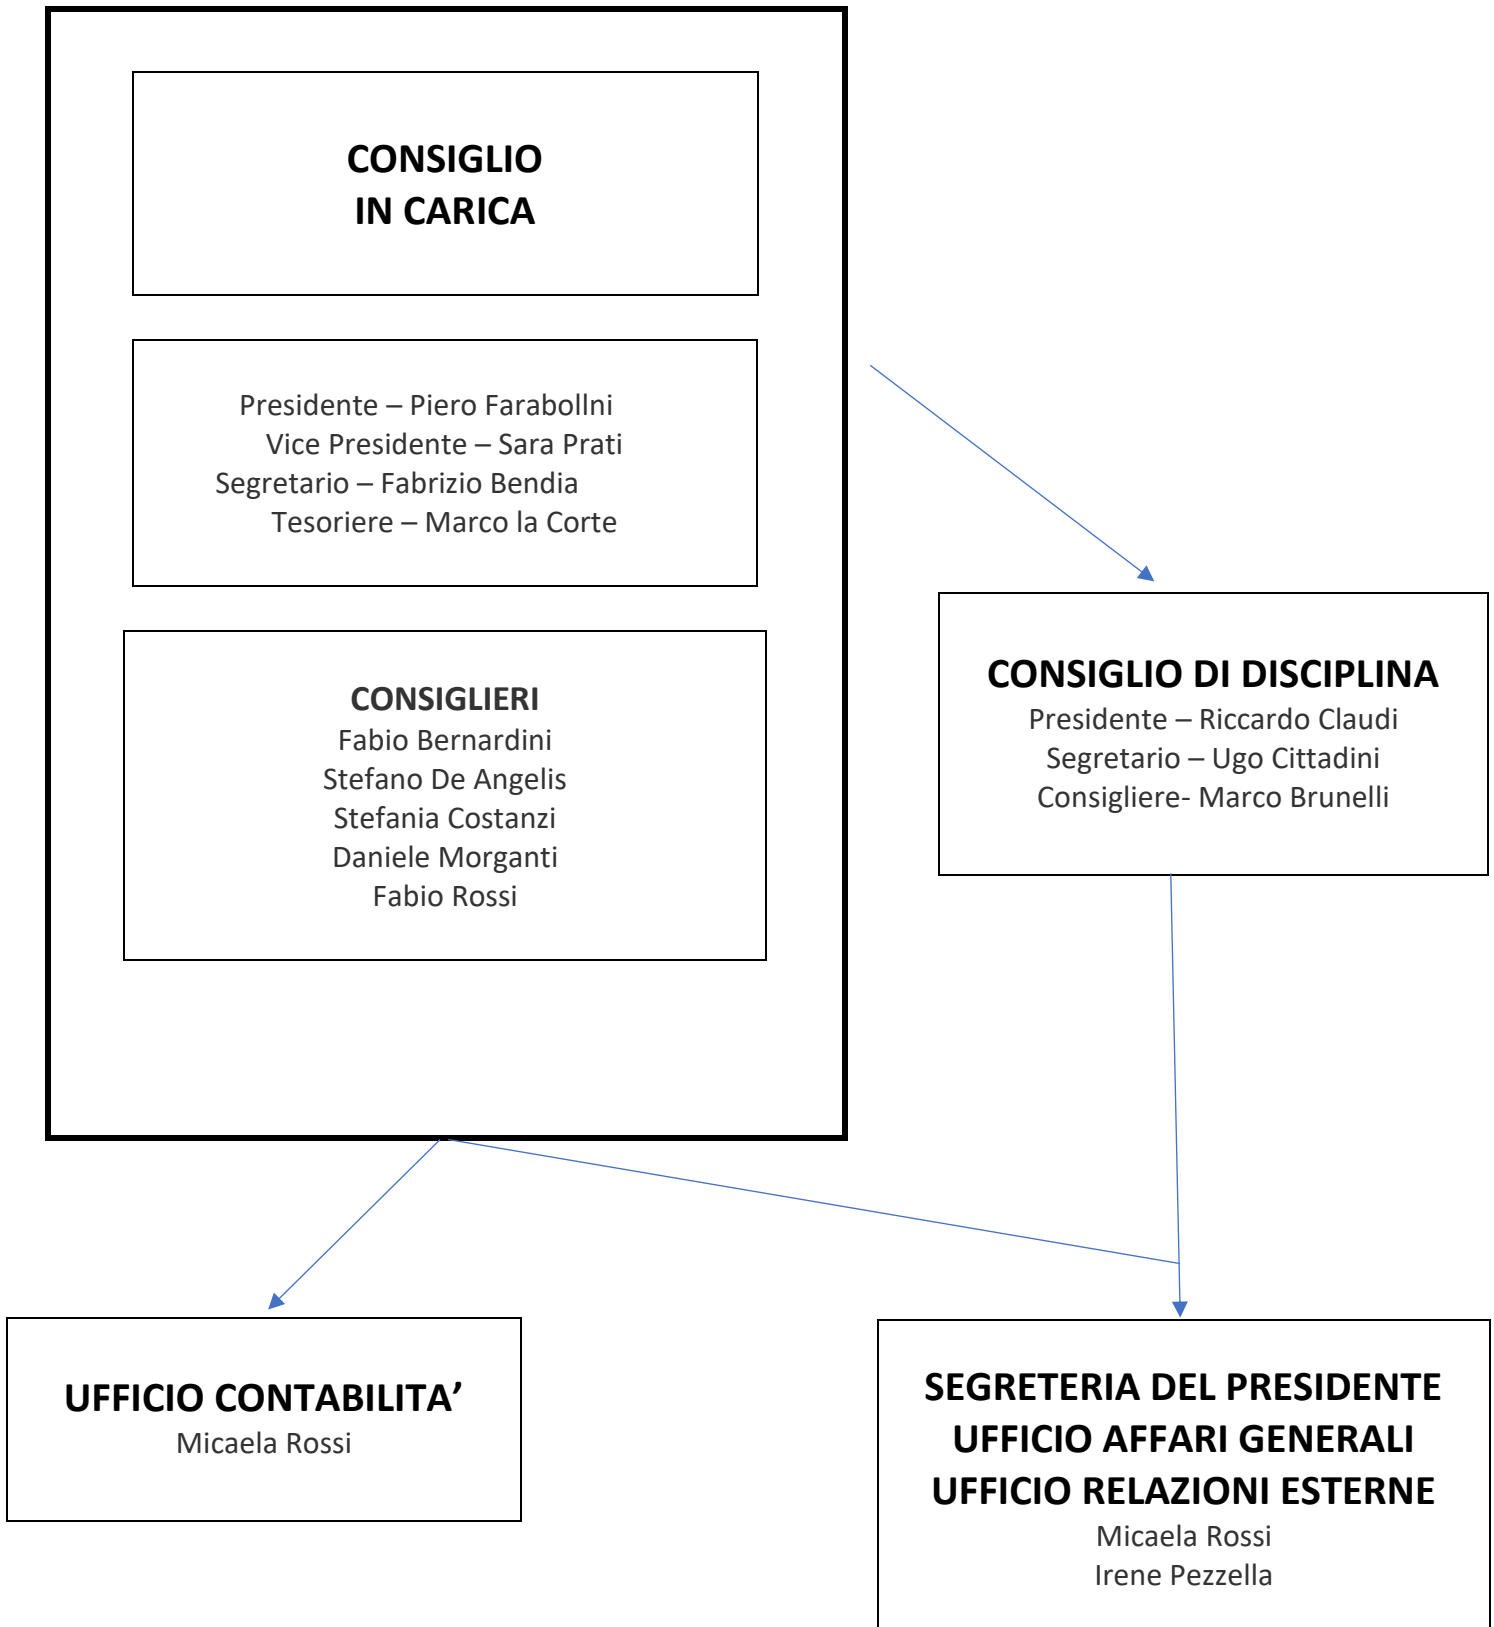 CONSIGLIO
IN CARICA
Presidente – Piero Farabollni
Vice Presidente – Sara Prati
Segretario – Fabrizio Bendia
Tesoriere – Marco la Corte
CONSIGLIERI
Fabio Bernardini
Stefano De Angelis
Stefania Costanzi
Daniele Morganti
Fabio Rossi
CONSIGLIO DI DISCIPLINA
Presidente – Riccardo Claudi
Segretario – Ugo Cittadini
Consigliere- Marco Brunelli
UFFICIO CONTABILITA’
Micaela Rossi
SEGRETERIA DEL PRESIDENTE
UFFICIO AFFARI GENERALI
UFFICIO RELAZIONI ESTERNE
Micaela Rossi
Irene Pezzella